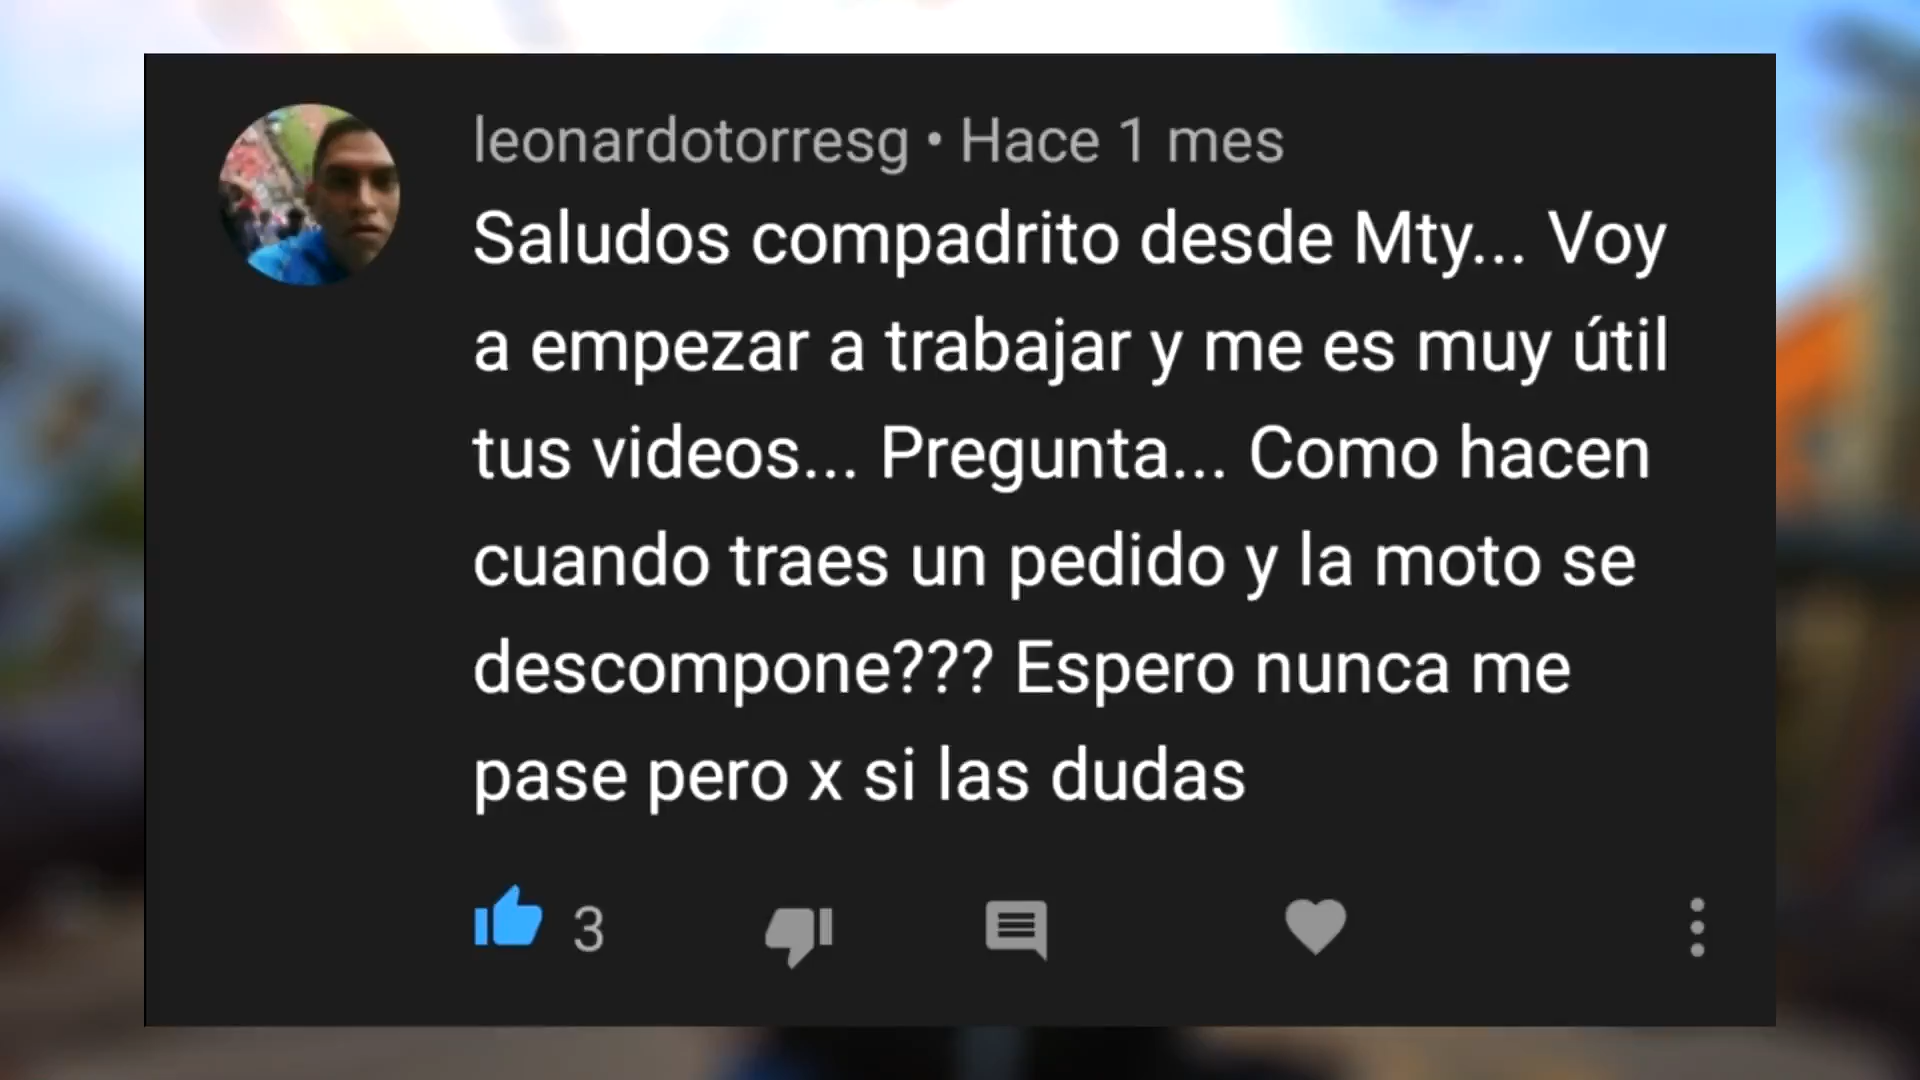 leonardotorresg • Hace 1 mes
Saludos compadrito desde Mty... Voy
a empezar a trabajar y me es muy útil
tus videos... Pregunta... Como hacen
cuando traes un pedido y la moto se
descompone??? Espero nunca me
pase pero x si las dudas
3